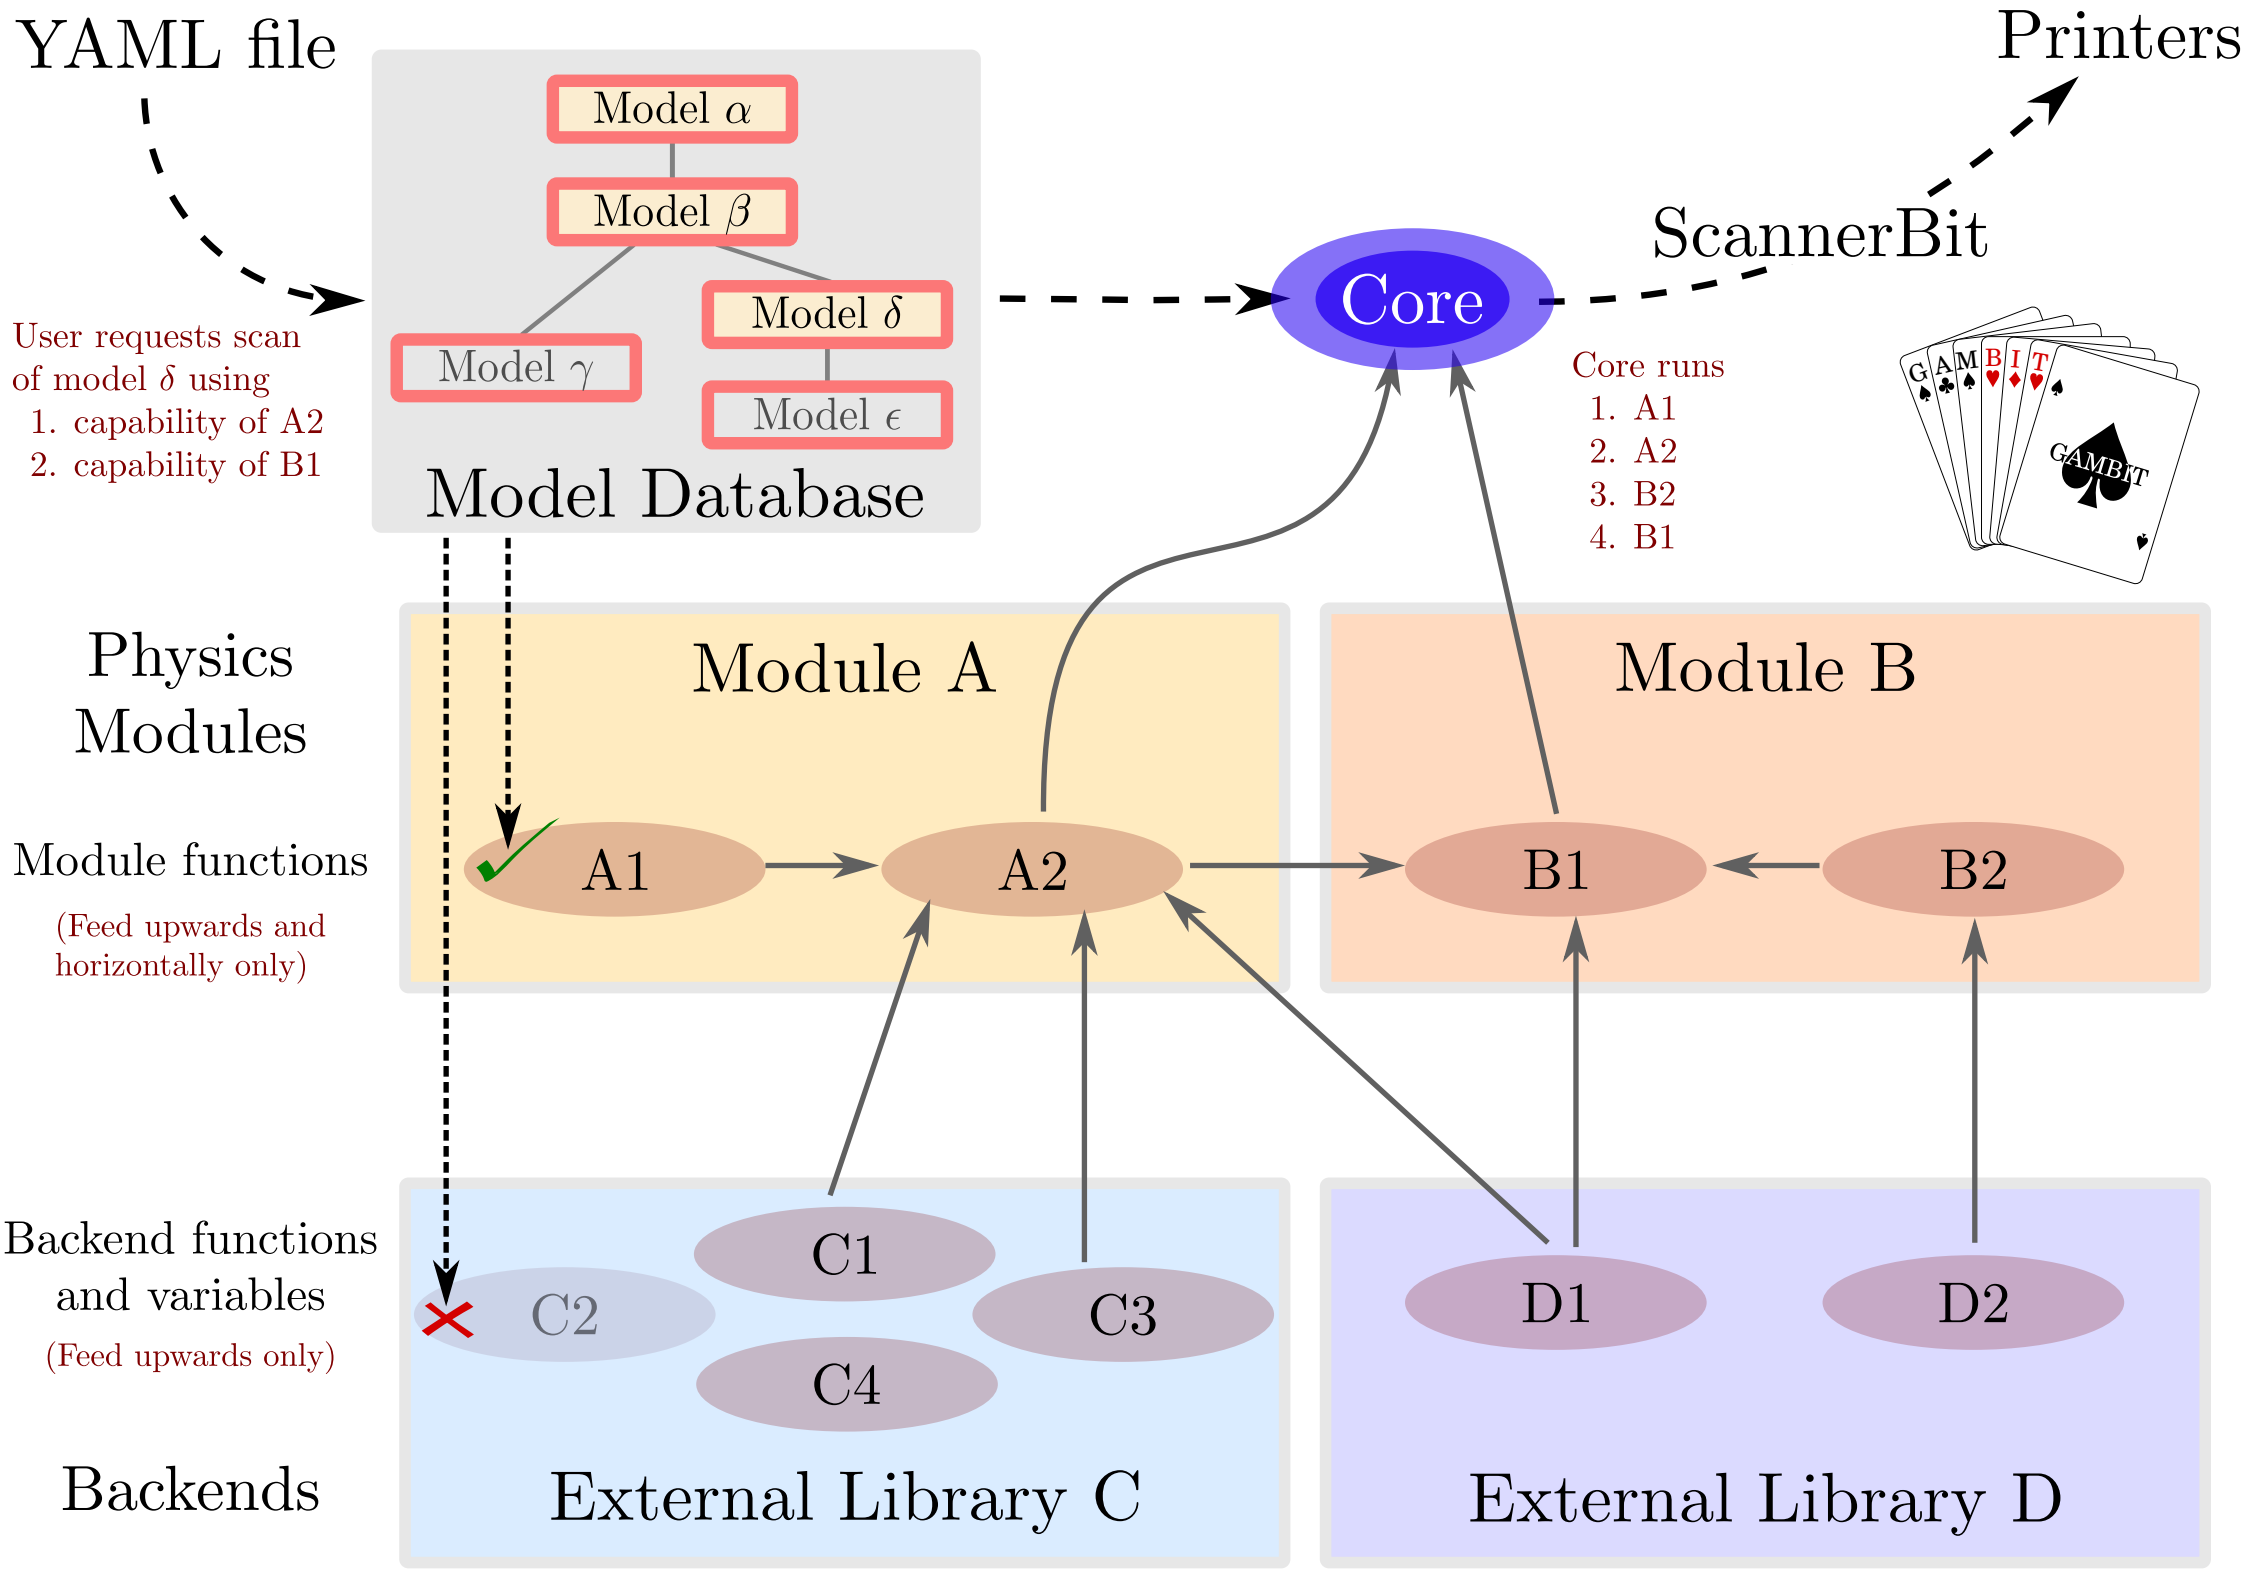 YAML file
Printers
Model α
Model β
Model δ
Model γ
Model ϵ
Model Database
User requests scan
of model δ using
1. capability of A2
2. capability of B1
Core
ScannerBit
Core runs
1. A1
2. A2
3. B2
4. B1
G A M B I T
GAMBIT
Physics
Modules
Module A
Module B
Module functions
(Feed upwards and
horizontally only)
A1
A2
B1
B2
Backend functions
and variables
(Feed upwards only)
C1
C2
C3
C4
D1
D2
Backends
External Library C
External Library D